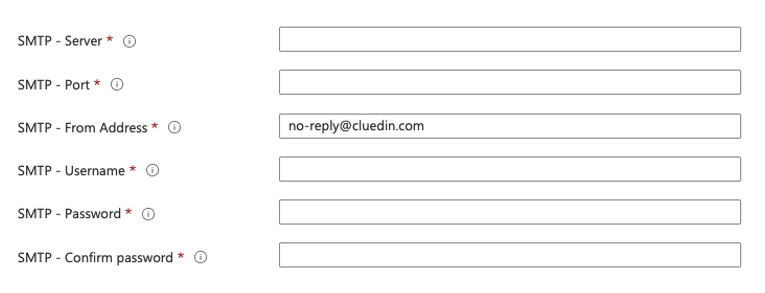 SMTP - Server * ⓘ
SMTP - Port * ⓘ
SMTP - From Address * ⓘ no-reply@cluedin.com
SMTP - Username * ⓘ
SMTP - Password * ⓘ
SMTP - Confirm password * ⓘ